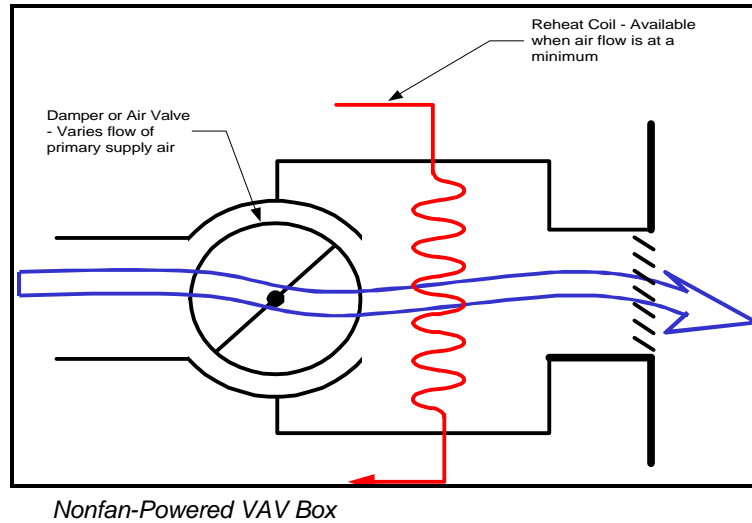 Reheat Coil - Available
when air flow is at a
minimum
Damper or Air Valve
- Varies flow of
primary supply air
Nonfan-Powered VAV Box